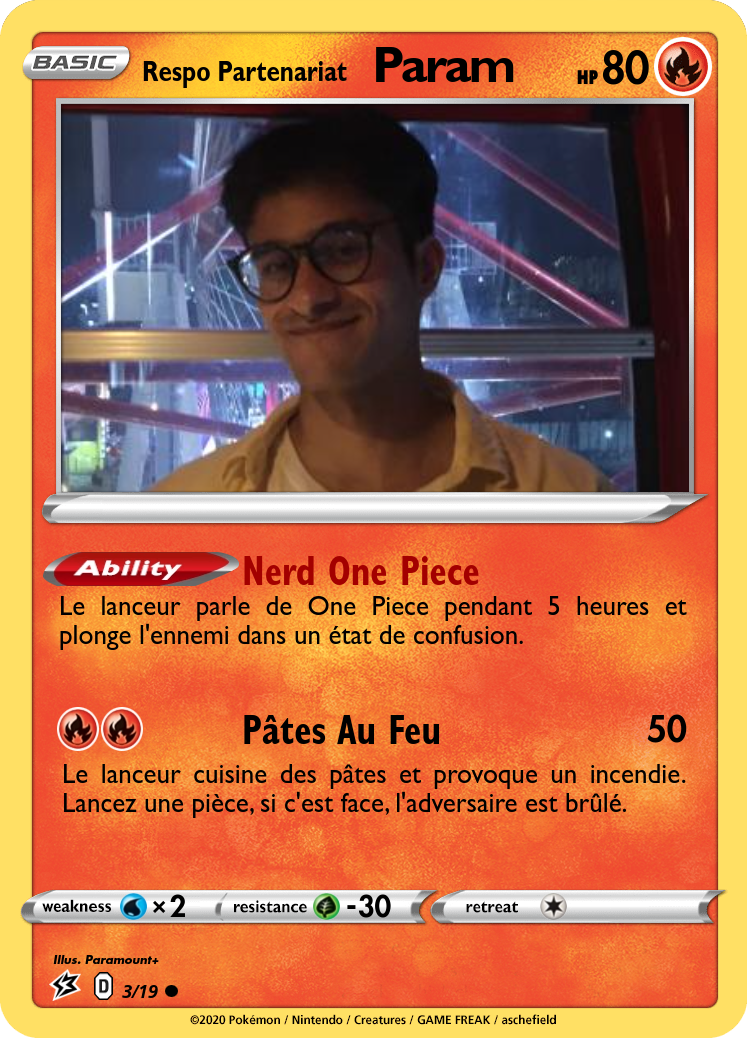 BASIC Respo Partenariat Param HP 80
Ability Nerd One Piece
Le lanceur parle de One Piece pendant 5 heures et
plonge l'ennemi dans un état de confusion.
Pâtes Au Feu 50
Le lanceur cuisine des pâtes et provoque un incendie.
Lancez une pièce, si c'est face, l'adversaire est brûlé.
weakness ×2 resistance -30 retreat
Illus. Paramount+
D 3/19
©2020 Pokémon / Nintendo / Creatures / GAME FREAK / aschefield